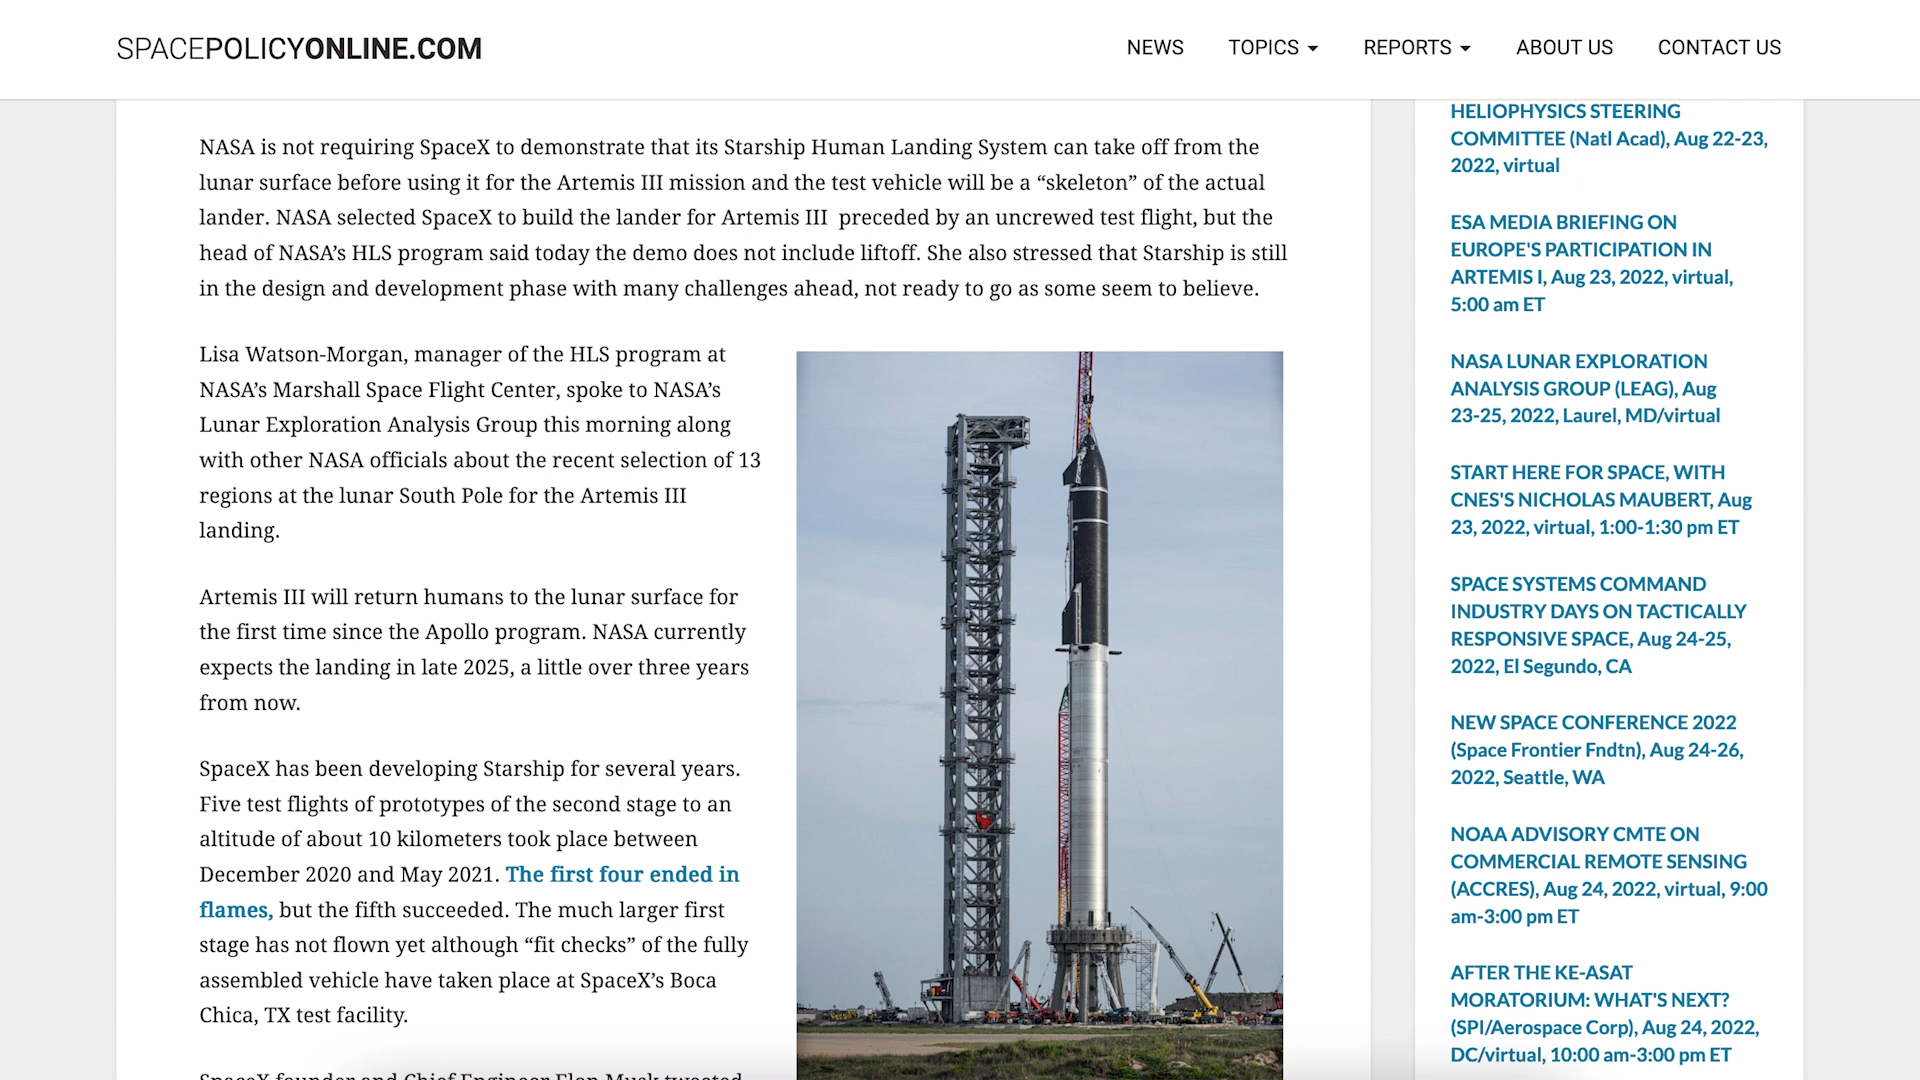 SPACEPOLICYONLINE.COM
NEWS TOPICS REPORTS ABOUT US CONTACT US
NASA is not requiring SpaceX to demonstrate that its Starship Human Landing System can take off from the
lunar surface before using it for the Artemis III mission and the test vehicle will be a “skeleton” of the actual
lander. NASA selected SpaceX to build the lander for Artemis III preceded by an uncrewed test flight, but the
head of NASA’s HLS program said today the demo does not include liftoff. She also stressed that Starship is still
in the design and development phase with many challenges ahead, not ready to go as some seem to believe.
Lisa Watson-Morgan, manager of the HLS program at
NASA’s Marshall Space Flight Center, spoke to NASA’s
Lunar Exploration Analysis Group this morning along
with other NASA officials about the recent selection of 13
regions at the lunar South Pole for the Artemis III
landing.
Artemis III will return humans to the lunar surface for
the first time since the Apollo program. NASA currently
expects the landing in late 2025, a little over three years
from now.
SpaceX has been developing Starship for several years.
Five test flights of prototypes of the second stage to an
altitude of about 10 kilometers took place between
December 2020 and May 2021. The first four ended in
flames, but the fifth succeeded. The much larger first
stage has not flown yet although “fit checks” of the fully
assembled vehicle have taken place at SpaceX’s Boca
Chica, TX test facility.
SpaceX founder and Chief Engineer Elon Musk tweeted
HELIOPHYSICS STEERING
COMMITTEE (Natl Acad), Aug 22-23,
2022, virtual
ESA MEDIA BRIEFING ON
EUROPE'S PARTICIPATION IN
ARTEMIS I, Aug 23, 2022, virtual,
5:00 am ET
NASA LUNAR EXPLORATION
ANALYSIS GROUP (LEAG), Aug
23-25, 2022, Laurel, MD/virtual
START HERE FOR SPACE, WITH
CNES'S NICHOLAS MAUBERT, Aug
23, 2022, virtual, 1:00-1:30 pm ET
SPACE SYSTEMS COMMAND
INDUSTRY DAYS ON TACTICALLY
RESPONSIVE SPACE, Aug 24-25,
2022, El Segundo, CA
NEW SPACE CONFERENCE 2022
(Space Frontier Fndtn), Aug 24-26,
2022, Seattle, WA
NOAA ADVISORY CMTE ON
COMMERCIAL REMOTE SENSING
(ACCRES), Aug 24, 2022, virtual, 9:00
am-3:00 pm ET
AFTER THE KE-ASAT
MORATORIUM: WHAT'S NEXT?
(SPI/Aerospace Corp), Aug 24, 2022,
DC/virtual, 10:00 am-3:00 pm ET